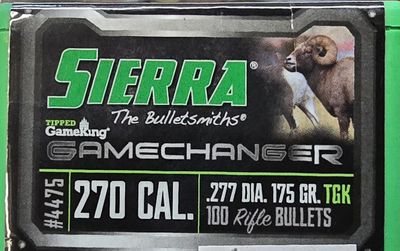 SIERRA®
The Bulletsmiths®
TIPPED
GameKing®
GAMECHANGER
#4475
270 CAL.
.277 DIA. 175 GR. TGK
100 Rifle BULLETS